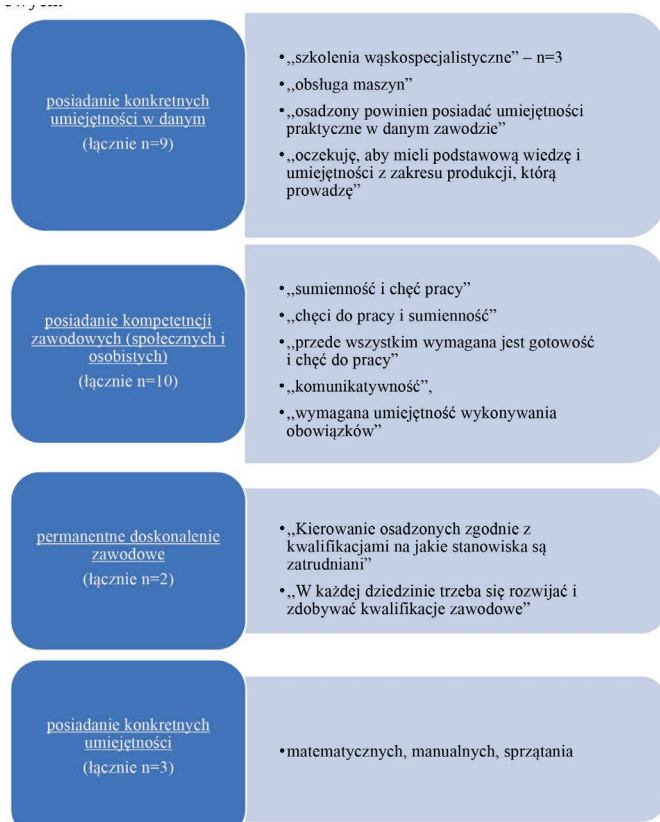 posiadanie konkretnych
umiejętności w danym
(łącznie n=9)
•,,szkolenia wąskospecjalistyczne” – n=3
•,,obsługa maszyn”
•,,osadzony powinien posiadać umiejętności
praktyczne w danym zawodzie”
•,,oczekuję, aby mieli podstawową wiedzę i
umiejętności z zakresu produkcji, którą
prowadzę”
posiadanie kompetetncji
zawodowych (społecznych i
osobistych)
(łącznie n=10)
•,,sumienność i chęć pracy”
•,,chęci do pracy i sumienność”
•,,przede wszystkim wymagana jest gotowość
i chęć do pracy”
•,,komunikatywność”,
•,,wymagana umiejętność wykonywania
obowiązków”
permanentne doskonalenie
zawodowe
(łącznie n=2)
•,,Kierowanie osadzonych zgodnie z
kwalifikacjami na jakie stanowiska są
zatrudniani”
•,,W każdej dziedzinie trzeba się rozwijać i
zdobywać kwalifikacje zawodowe”
posiadanie konkretnych
umiejętności
(łącznie n=3)
•matematycznych, manualnych, sprzątania